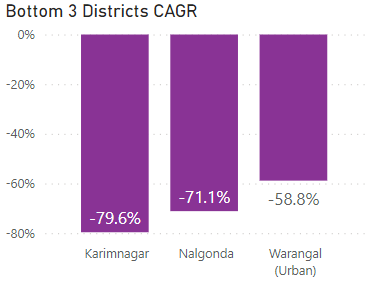 Bottom 3 Districts CAGR
0%
-20%
-40%
-60%
-80%
-79.6%
-71.1%
-58.8%
Karimnagar
Nalgonda
Warangal
(Urban)